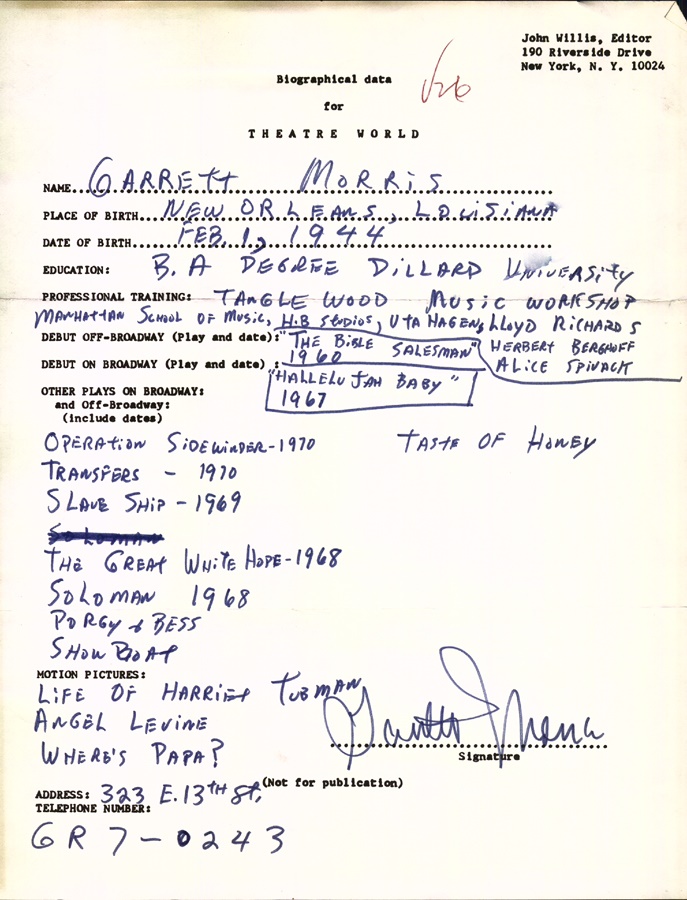 John Willis, Editor
190 Riverside Drive
New York, N. Y. 10024
Biographical data
for
THEATRE WORLD
NAME GARRETT MORRIS
PLACE OF BIRTH NEW ORLEANS, LOUISIANA
DATE OF BIRTH FEB. 1, 1944
EDUCATION: B.A DEGREE DILLARD UNIVERSITY
PROFESSIONAL TRAINING: TANGLE WOOD MUSIC WORKSHOP
MANHATTAN SCHOOL OF MUSIC, H.B STUDIOS, UTA HAGEN, LLOYD RICHARDS
DEBUT OFF-BROADWAY (Play and date): "THE BIBLE SALESMAN" HERBERT BERGHOFF
1960
DEBUT ON BROADWAY (Play and date): ALICE SPIVACK
"HALLELUJAH BABY"
1967
OTHER PLAYS ON BROADWAY:
and Off-Broadway:
(include dates)
OPERATION SIDEWINDER-1970 TASTE OF HONEY
TRANSFERS - 1970
SLAVE SHIP - 1969
SOLOMAN
THE GREAT WHITE HOPE-1968
SOLOMAN 1968
PORGY & BESS
SHOW BOAT
MOTION PICTURES:
LIFE OF HARRIET TUBMAN
ANGEL LEVINE
WHERE'S PAPA?
Garrett Morris
Signature
(Not for publication)
ADDRESS: 323 E. 13TH St.
TELEPHONE NUMBER:
GR 7-0243